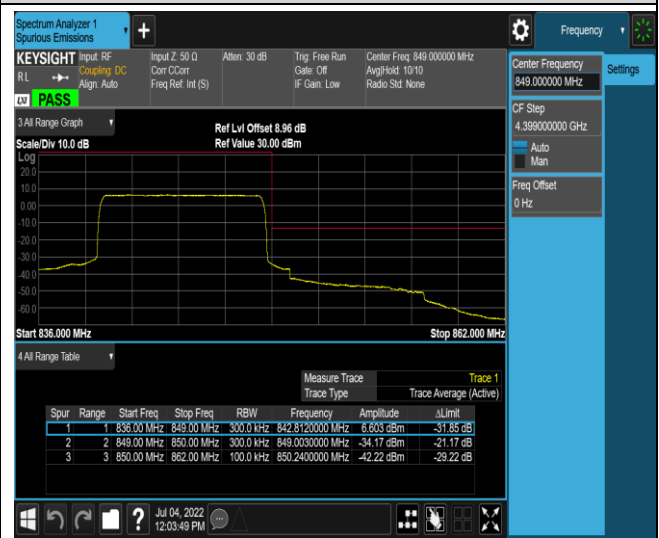 Spectrum Analyzer 1
Spurious Emissions
Frequency
KEYSIGHT Input: RF Input Z: 50 Ω Atten: 30 dB Trig: Free Run Center Freq: 849.000000 MHz
R L Coupling: DC Corr CCorr Gate: Off Avg|Hold: 10/10
Align: Auto Freq Ref: Int (S) IF Gain: Low Radio Std: None
LXI PASS
Center Frequency
849.000000 MHz
Settings
CF Step
4.399000000 GHz
Auto
Man
Freq Offset
0 Hz
3 All Range Graph
Ref Lvl Offset 8.96 dB
Scale/Div 10.0 dB Ref Value 30.00 dBm
Log
20.0
10.0
0.00
-10.0
-20.0
-30.0
-40.0
-50.0
-60.0
Start 836.000 MHz Stop 862.000 MHz
4 All Range Table
Measure Trace Trace 1
Trace Type Trace Average (Active)
Spur Range Start Freq Stop Freq RBW Frequency Amplitude ΔLimit
1 1 836.00 MHz 849.00 MHz 300.0 kHz 842.8120000 MHz 6.603 dBm -31.85 dB
2 2 849.00 MHz 850.00 MHz 300.0 kHz 849.0030000 MHz -34.17 dBm -21.17 dB
3 3 850.00 MHz 862.00 MHz 100.0 kHz 850.2400000 MHz -42.22 dBm -29.22 dB
? Jul 04, 2022
12:03:49 PM